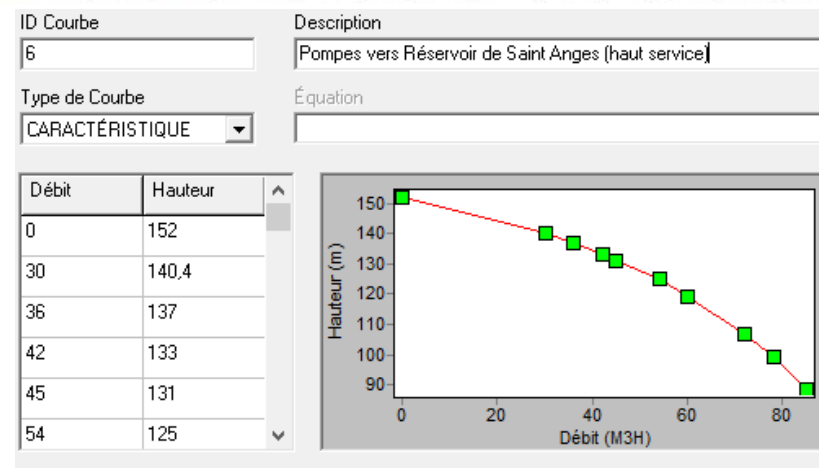 ID Courbe Description
6 Pompes vers Réservoir de Saint Anges (haut service)
Type de Courbe Équation
CARACTÉRISTIQUE
Débit Hauteur
0 152
30 140,4
36 137
42 133
45 131
54 125
Hauteur (m)
150
140
130
120
110
100
90
0 20 40 60 80
Débit (M3H)